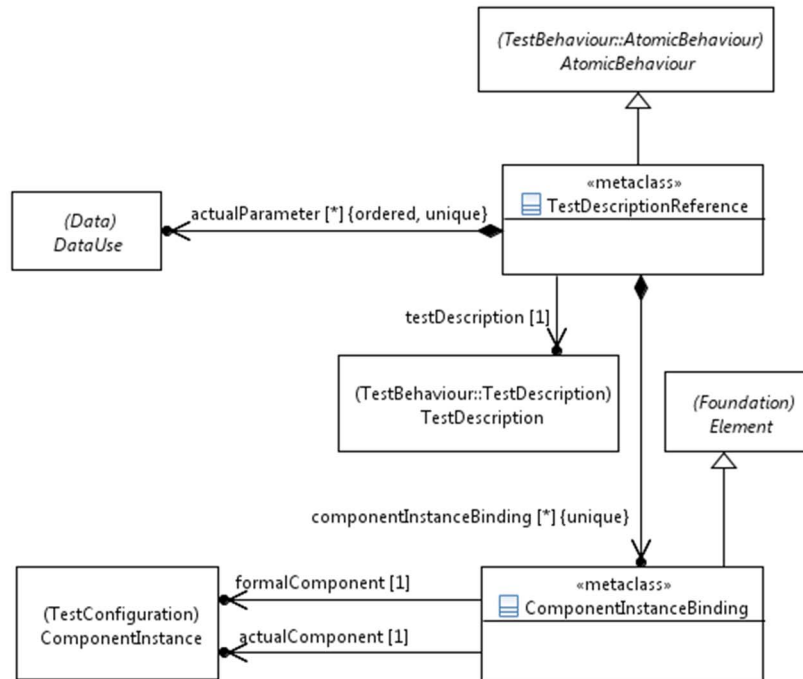 (TestBehaviour::AtomicBehaviour)
AtomicBehaviour
«metaclass»
TestDescriptionReference
actualParameter [*] {ordered, unique}
(Data)
DataUse
testDescription [1]
(TestBehaviour::TestDescription)
TestDescription
(Foundation)
Element
componentInstanceBinding [*] {unique}
«metaclass»
ComponentInstanceBinding
formalComponent [1]
(TestConfiguration)
ComponentInstance
actualComponent [1]